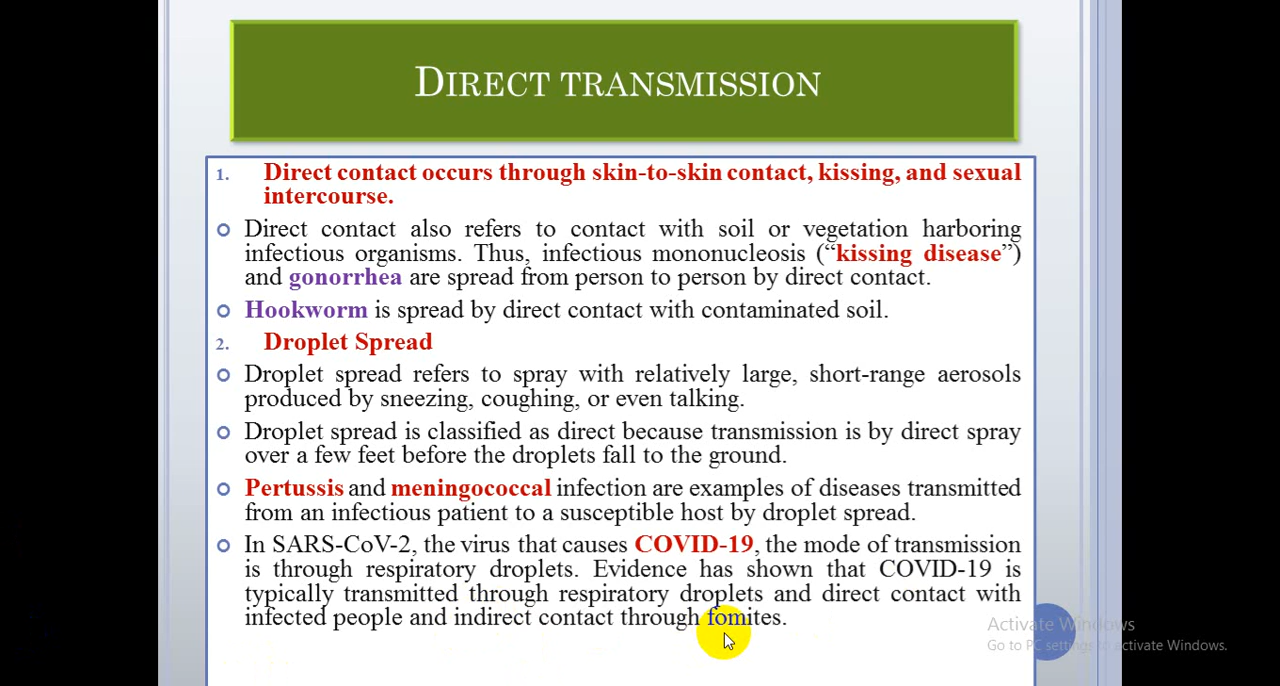 DIRECT TRANSMISSION
1. Direct contact occurs through skin-to-skin contact, kissing, and sexual
intercourse.
Direct contact also refers to contact with soil or vegetation harboring
infectious organisms. Thus, infectious mononucleosis (“kissing disease”)
and gonorrhea are spread from person to person by direct contact.
Hookworm is spread by direct contact with contaminated soil.
2. Droplet Spread
Droplet spread refers to spray with relatively large, short-range aerosols
produced by sneezing, coughing, or even talking.
Droplet spread is classified as direct because transmission is by direct spray
over a few feet before the droplets fall to the ground.
Pertussis and meningococcal infection are examples of diseases transmitted
from an infectious patient to a susceptible host by droplet spread.
In SARS-CoV-2, the virus that causes COVID-19, the mode of transmission
is through respiratory droplets. Evidence has shown that COVID-19 is
typically transmitted through respiratory droplets and direct contact with
infected people and indirect contact through fomites.
Activate Windows
Go to PC settings to activate Windows.